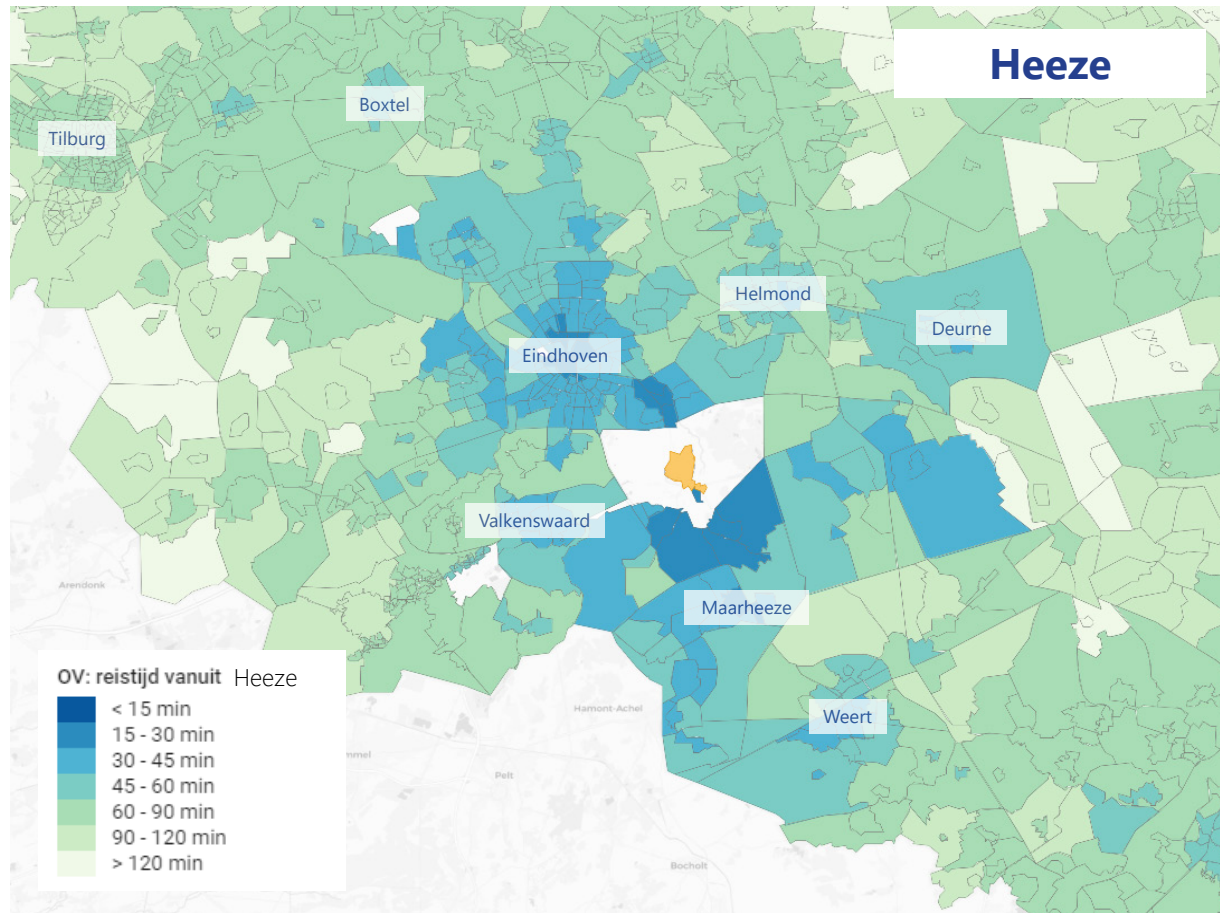 Heeze
Boxtel
Tilburg
Helmond
Deurne
Eindhoven
Valkenswaard
Arendonk
Maarheeze
OV: reistijd vanuit Heeze
< 15 min
15 - 30 min
30 - 45 min
45 - 60 min
60 - 90 min
90 - 120 min
> 120 min
Hamont-Achel
Weert
mmel
Pelt
Bocholt